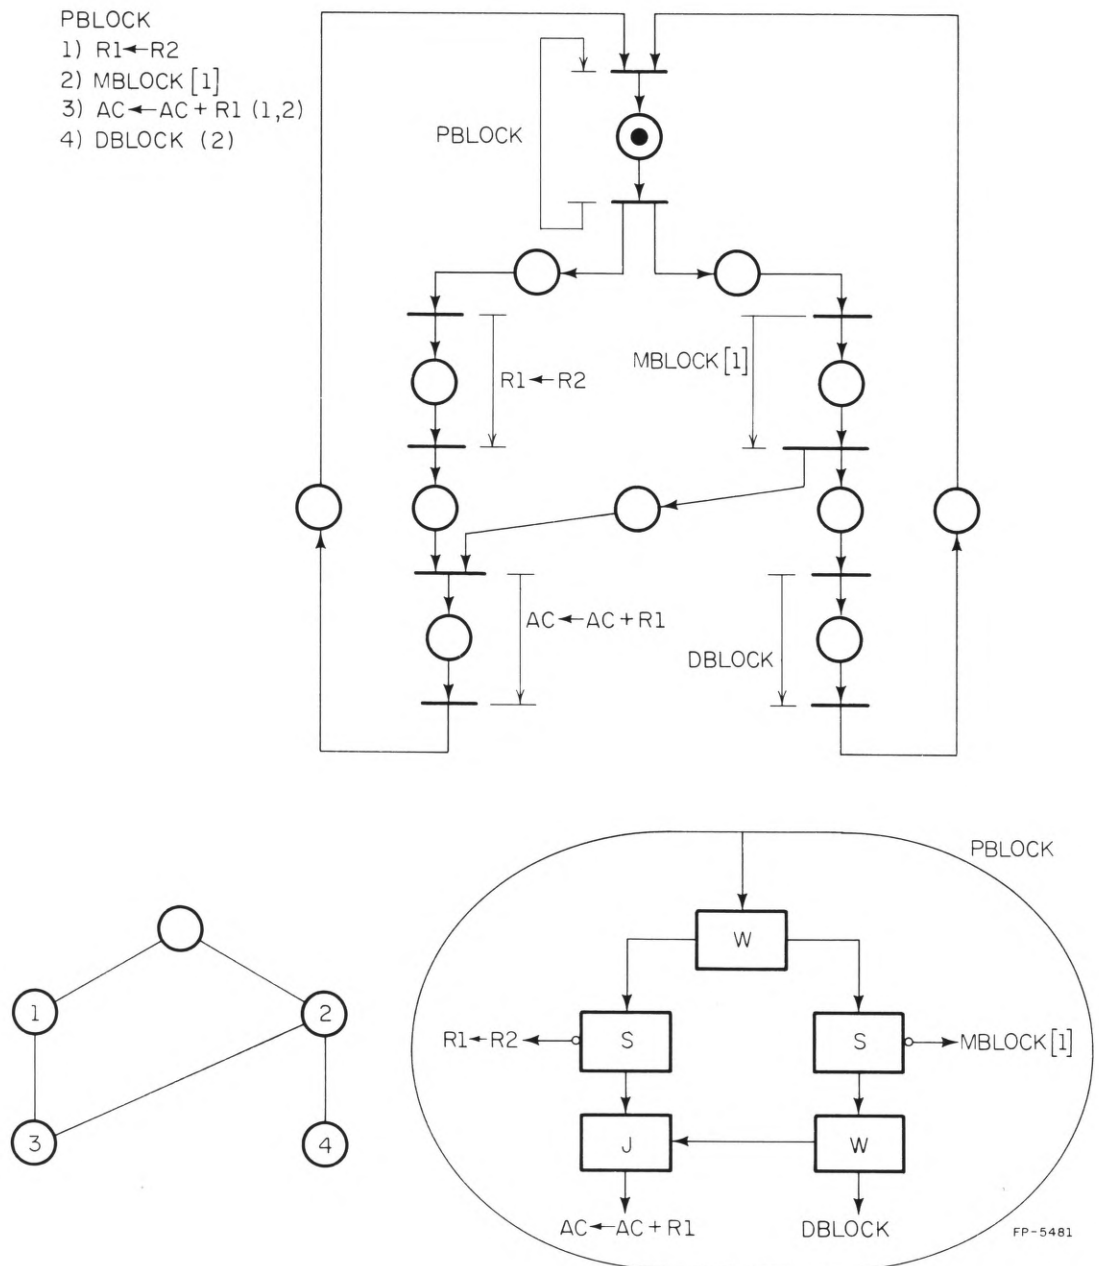 PBLOCK
1) R1←R2
2) MBLOCK[1]
3) AC←AC+R1 (1,2)
4) DBLOCK (2)
PBLOCK
R1←R2
MBLOCK[1]
AC←AC+R1
DBLOCK
1
2
3
4
PBLOCK
W
R1←R2
S
S
MBLOCK[1]
J
W
AC←AC+R1
DBLOCK
FP-5481